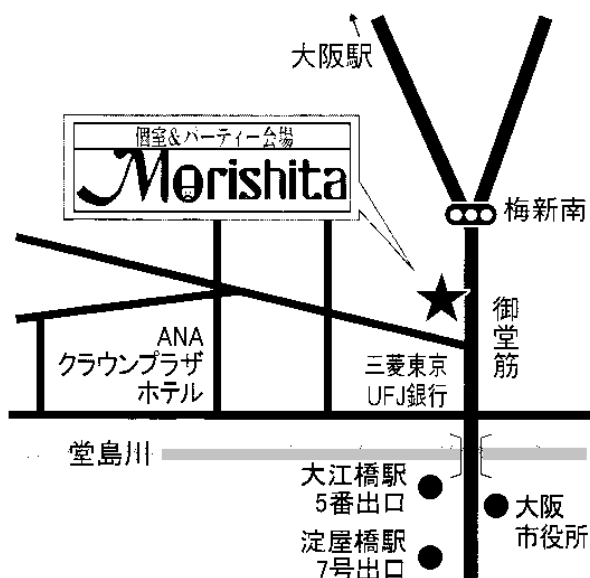 大阪駅
個室&パーティー会場
Morishita
梅新南
御堂筋
ANA
クラウンプラザ
ホテル
三菱東京
UFJ銀行
堂島川
大江橋駅
5番出口
大阪
市役所
淀屋橋駅
7号出口